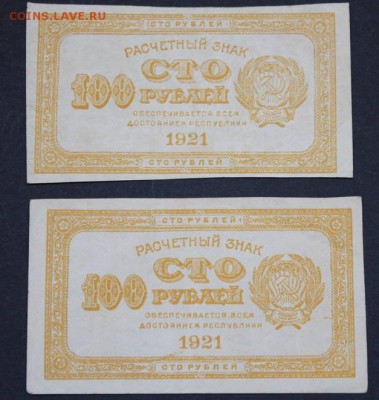 COINS.LAVE.RU
СТО РУБЛЕЙ
РАСЧЕТНЫЙ ЗНАК
СТО
100 РУБЛЕЙ
ОБЕСПЕЧИВАЕТСЯ ВСЕМ
ДОСТОЯНИЕМ РЕСПУБЛИКИ
1921
СТО РУБЛЕЙ
СТО РУБЛЕЙ
РАСЧЕТНЫЙ ЗНАК
СТО
100 РУБЛЕЙ
ОБЕСПЕЧИВАЕТСЯ ВСЕМ
ДОСТОЯНИЕМ РЕСПУБЛИКИ
1921
СТО РУБЛЕЙ